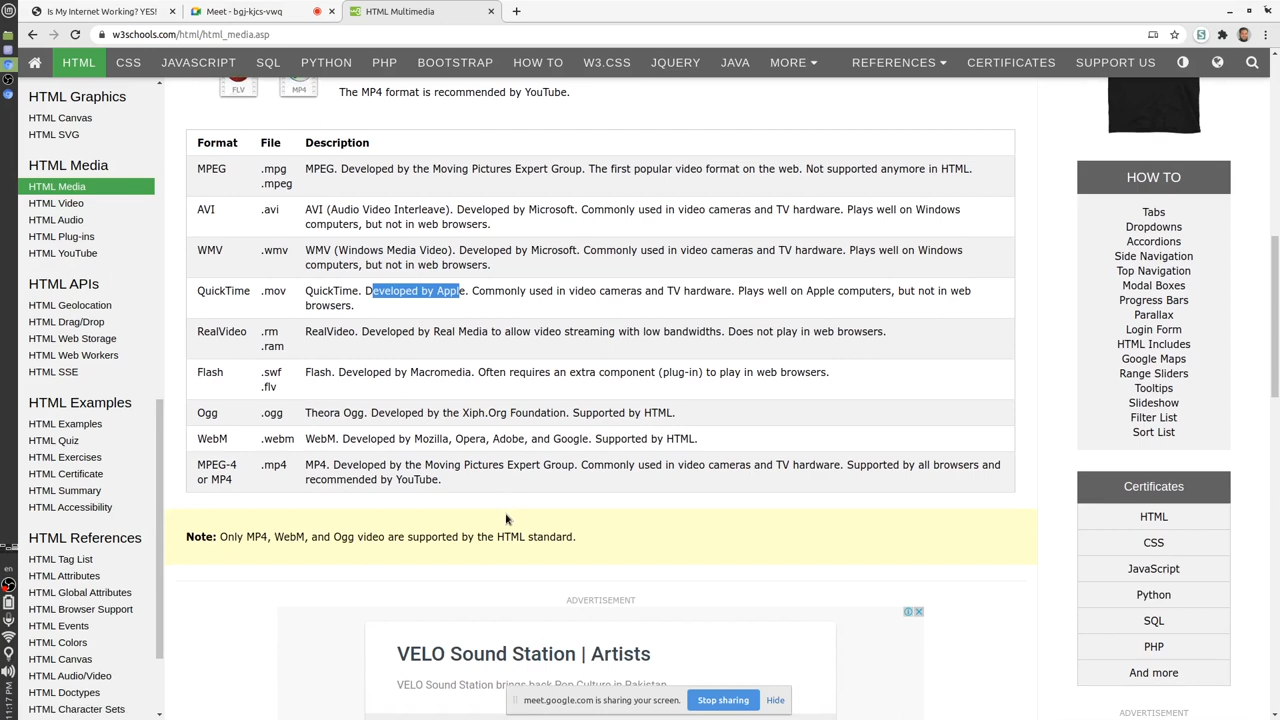 Is My Internet Working? YES!
Meet - bgj-kjcs-vwq
HTML Multimedia
w3schools.com/html/html_media.asp
HTML CSS JAVASCRIPT SQL PYTHON PHP BOOTSTRAP HOW TO W3.CSS JQUERY JAVA MORE REFERENCES CERTIFICATES SUPPORT US
HTML Graphics
HTML Canvas
HTML SVG
HTML Media
HTML Media
HTML Video
HTML Audio
HTML Plug-ins
HTML YouTube
HTML APIs
HTML Geolocation
HTML Drag/Drop
HTML Web Storage
HTML Web Workers
HTML SSE
HTML Examples
HTML Examples
HTML Quiz
HTML Exercises
HTML Certificate
HTML Summary
HTML Accessibility
HTML References
HTML Tag List
HTML Attributes
HTML Global Attributes
HTML Browser Support
HTML Events
HTML Colors
HTML Canvas
HTML Audio/Video
HTML Doctypes
HTML Character Sets
en
11:17 PM
FLV MP4
The MP4 format is recommended by YouTube.
Format File Description
MPEG .mpg MPEG. Developed by the Moving Pictures Expert Group. The first popular video format on the web. Not supported anymore in HTML.
.mpeg
AVI .avi AVI (Audio Video Interleave). Developed by Microsoft. Commonly used in video cameras and TV hardware. Plays well on Windows
computers, but not in web browsers.
WMV .wmv WMV (Windows Media Video). Developed by Microsoft. Commonly used in video cameras and TV hardware. Plays well on Windows
computers, but not in web browsers.
QuickTime .mov QuickTime. Developed by Apple. Commonly used in video cameras and TV hardware. Plays well on Apple computers, but not in web
browsers.
RealVideo .rm RealVideo. Developed by Real Media to allow video streaming with low bandwidths. Does not play in web browsers.
.ram
Flash .swf Flash. Developed by Macromedia. Often requires an extra component (plug-in) to play in web browsers.
.flv
Ogg .ogg Theora Ogg. Developed by the Xiph.Org Foundation. Supported by HTML.
WebM .webm WebM. Developed by Mozilla, Opera, Adobe, and Google. Supported by HTML.
MPEG-4 .mp4 MP4. Developed by the Moving Pictures Expert Group. Commonly used in video cameras and TV hardware. Supported by all browsers and
or MP4 recommended by YouTube.
Note: Only MP4, WebM, and Ogg video are supported by the HTML standard.
ADVERTISEMENT
VELO Sound Station | Artists
VELO Sound Station brings back Pop Culture in Pakistan
meet.google.com is sharing your screen. Stop sharing Hide
HOW TO
Tabs
Dropdowns
Accordions
Side Navigation
Top Navigation
Modal Boxes
Progress Bars
Parallax
Login Form
HTML Includes
Google Maps
Range Sliders
Tooltips
Slideshow
Filter List
Sort List
Certificates
HTML
CSS
JavaScript
Python
SQL
PHP
And more
ADVERTISEMENT